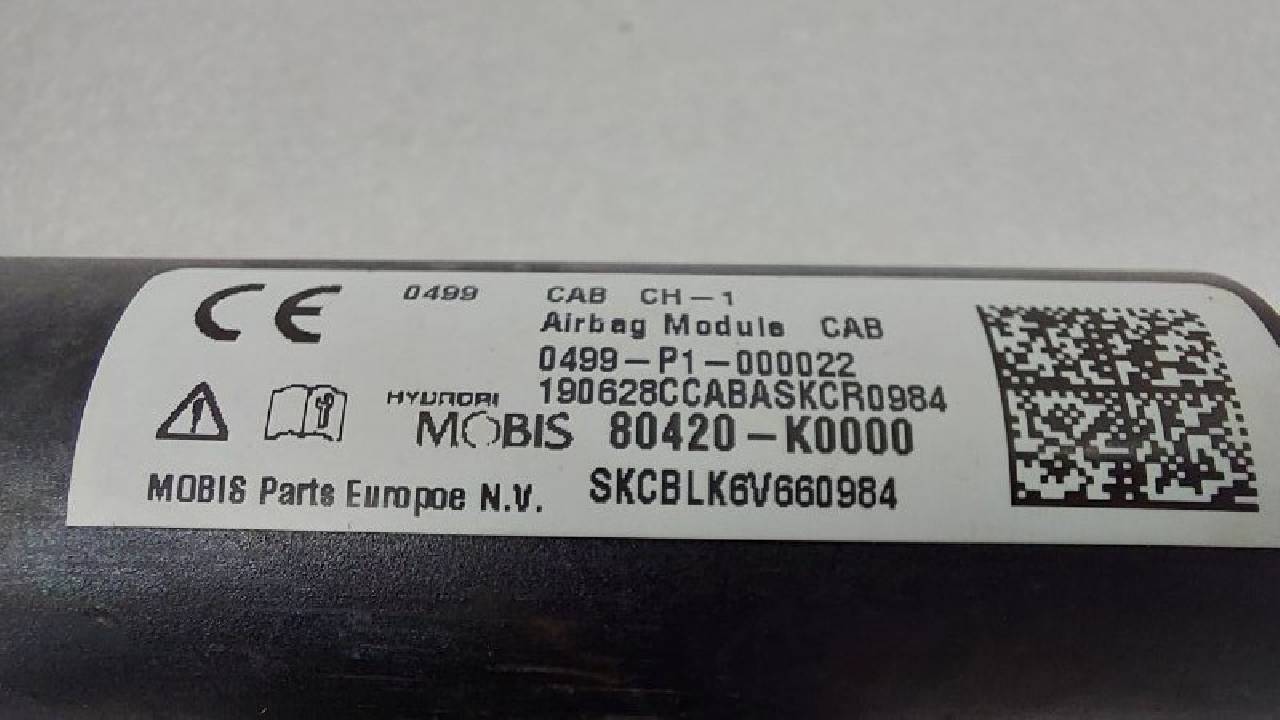 CE 0499 CAB CH-1
Airbag Module CAB
0499-P1-000022
190628CCABASKCR0984
HYUNDAI
MOBIS 80420-K0000
MOBIS Parts Europoe N.V. SKCBLK6V660984